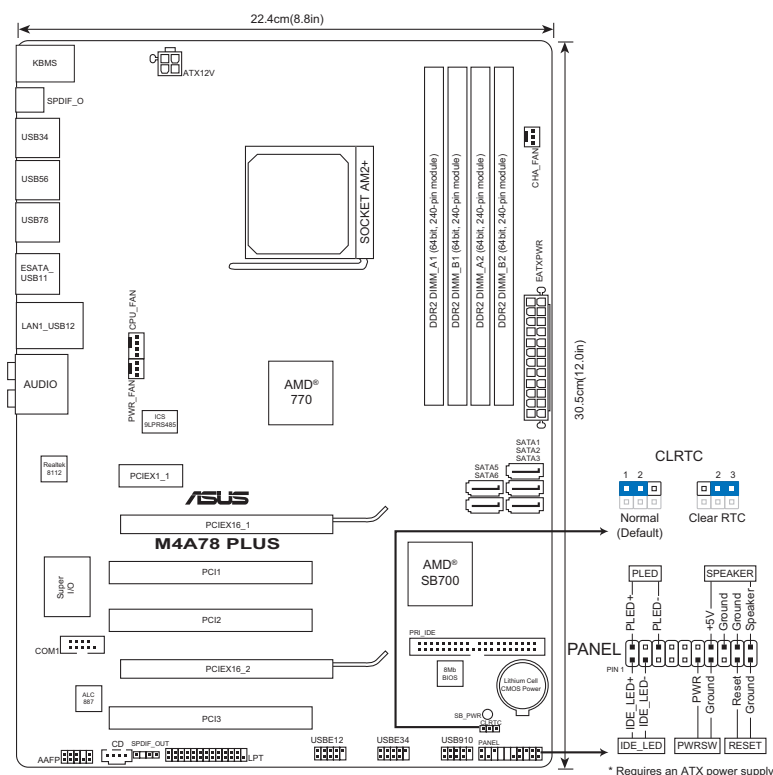 22.4cm(8.8in)
KBMS
ATX12V
SPDIF_O
USB34
USB56
USB78
ESATA_
USB11
LAN1_USB12
AUDIO
SOCKET AM2+
DDR2 DIMM_A1 (64bit, 240-pin module)
DDR2 DIMM_B1 (64bit, 240-pin module)
DDR2 DIMM_A2 (64bit, 240-pin module)
DDR2 DIMM_B2 (64bit, 240-pin module)
CHA_FAN
EATXPWR
30.5cm(12.0in)
CPU_FAN
PWR_FAN
AMD®
770
ICS
9LPRS485
Realtek
8112
PCIEX1_1
SATA1
SATA2
SATA3
SATA5
SATA6
ASUS
PCIEX16_1
M4A78 PLUS
PCI1
Super
I/O
AMD®
SB700
PCI2
COM1
PRI_IDE
PCIEX16_2
8Mb
BIOS
Lithium Cell
CMOS Power
ALC
887
PCI3
SB_PWR
CLRTC
AAFP
CD
SPDIF_OUT
LPT
USBE12
USBE34
USB910
PANEL
CLRTC
1 2
2 3
Normal
(Default)
Clear RTC
PLED
SPEAKER
PLED+
PLED-
+5V
Ground
Ground
Speaker-
PANEL
PIN 1
IDE_LED+
IDE_LED-
PWR
Ground
Reset
Ground
IDE_LED
PWRSW
RESET
* Requires an ATX power supply